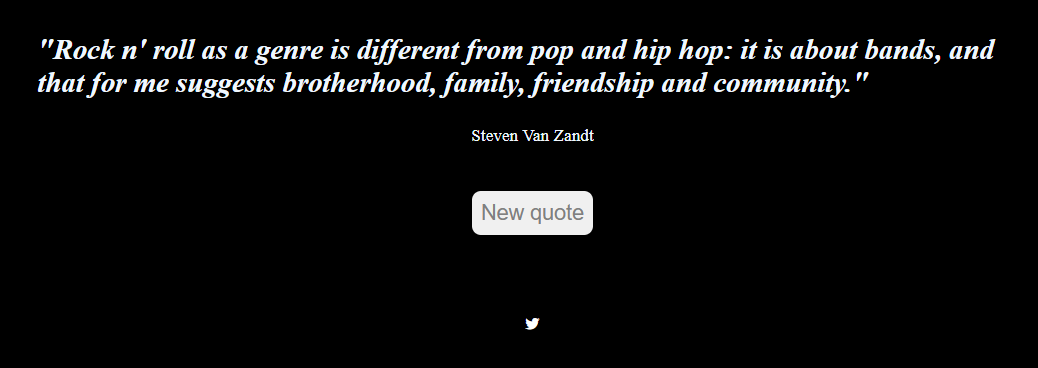 "Rock n' roll as a genre is different from pop and hip hop: it is about bands, and
that for me suggests brotherhood, family, friendship and community."
Steven Van Zandt
New quote